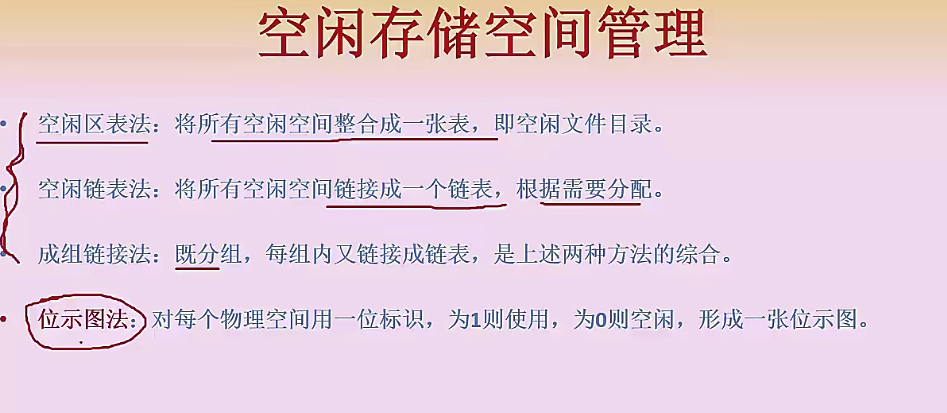 空闲存储空间管理
• 空闲区表法：将所有空闲空间整合成一张表，即空闲文件目录。
• 空闲链表法：将所有空闲空间链接成一个链表，根据需要分配。
• 成组链接法：既分组，每组内又链接成链表，是上述两种方法的综合。
• 位示图法：对每个物理空间用一位标识，为1则使用，为0则空闲，形成一张位示图。